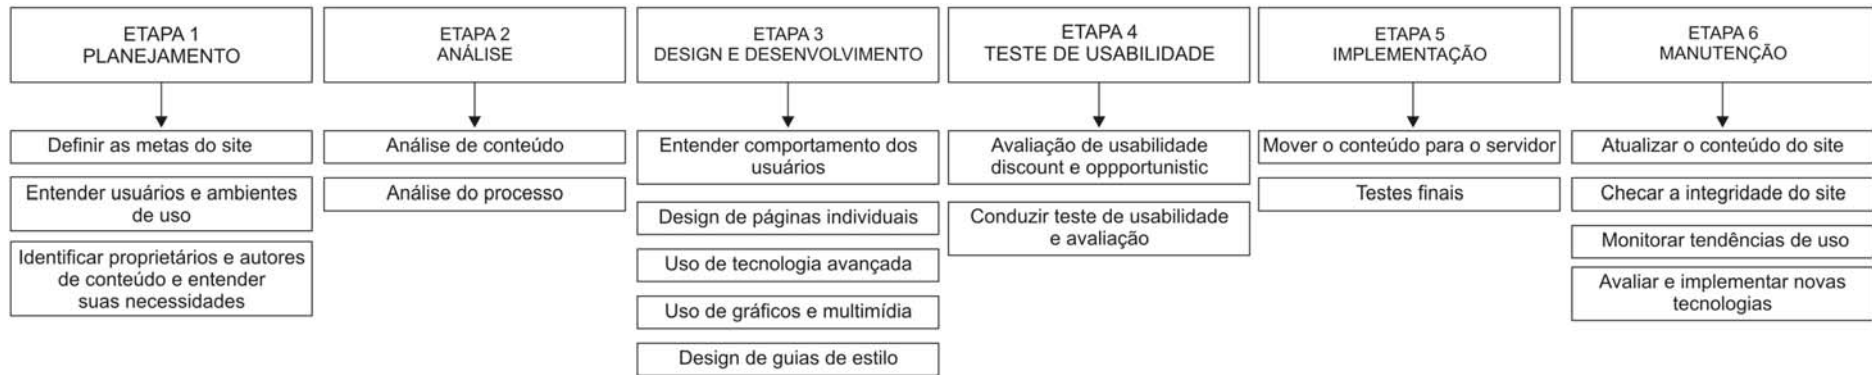 ETAPA 1
PLANEJAMENTO
Definir as metas do site
Entender usuários e ambientes
de uso
Identificar proprietários e autores
de conteúdo e entender
suas necessidades
ETAPA 2
ANÁLISE
Análise de conteúdo
Análise do processo
ETAPA 3
DESIGN E DESENVOLVIMENTO
Entender comportamento dos
usuários
Design de páginas individuais
Uso de tecnologia avançada
Uso de gráficos e multimídia
Design de guias de estilo
ETAPA 4
TESTE DE USABILIDADE
Avaliação de usabilidade
discount e oppportunistic
Conduzir teste de usabilidade
e avaliação
ETAPA 5
IMPLEMENTAÇÃO
Mover o conteúdo para o servidor
Testes finais
ETAPA 6
MANUTENÇÃO
Atualizar o conteúdo do site
Checar a integridade do site
Monitorar tendências de uso
Avaliar e implementar novas
tecnologias